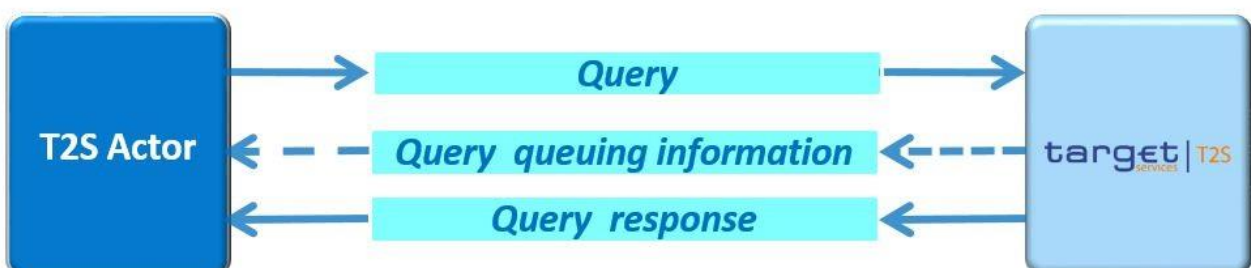 Query
T2S Actor
Query queuing information
target | T2S
services
Query response